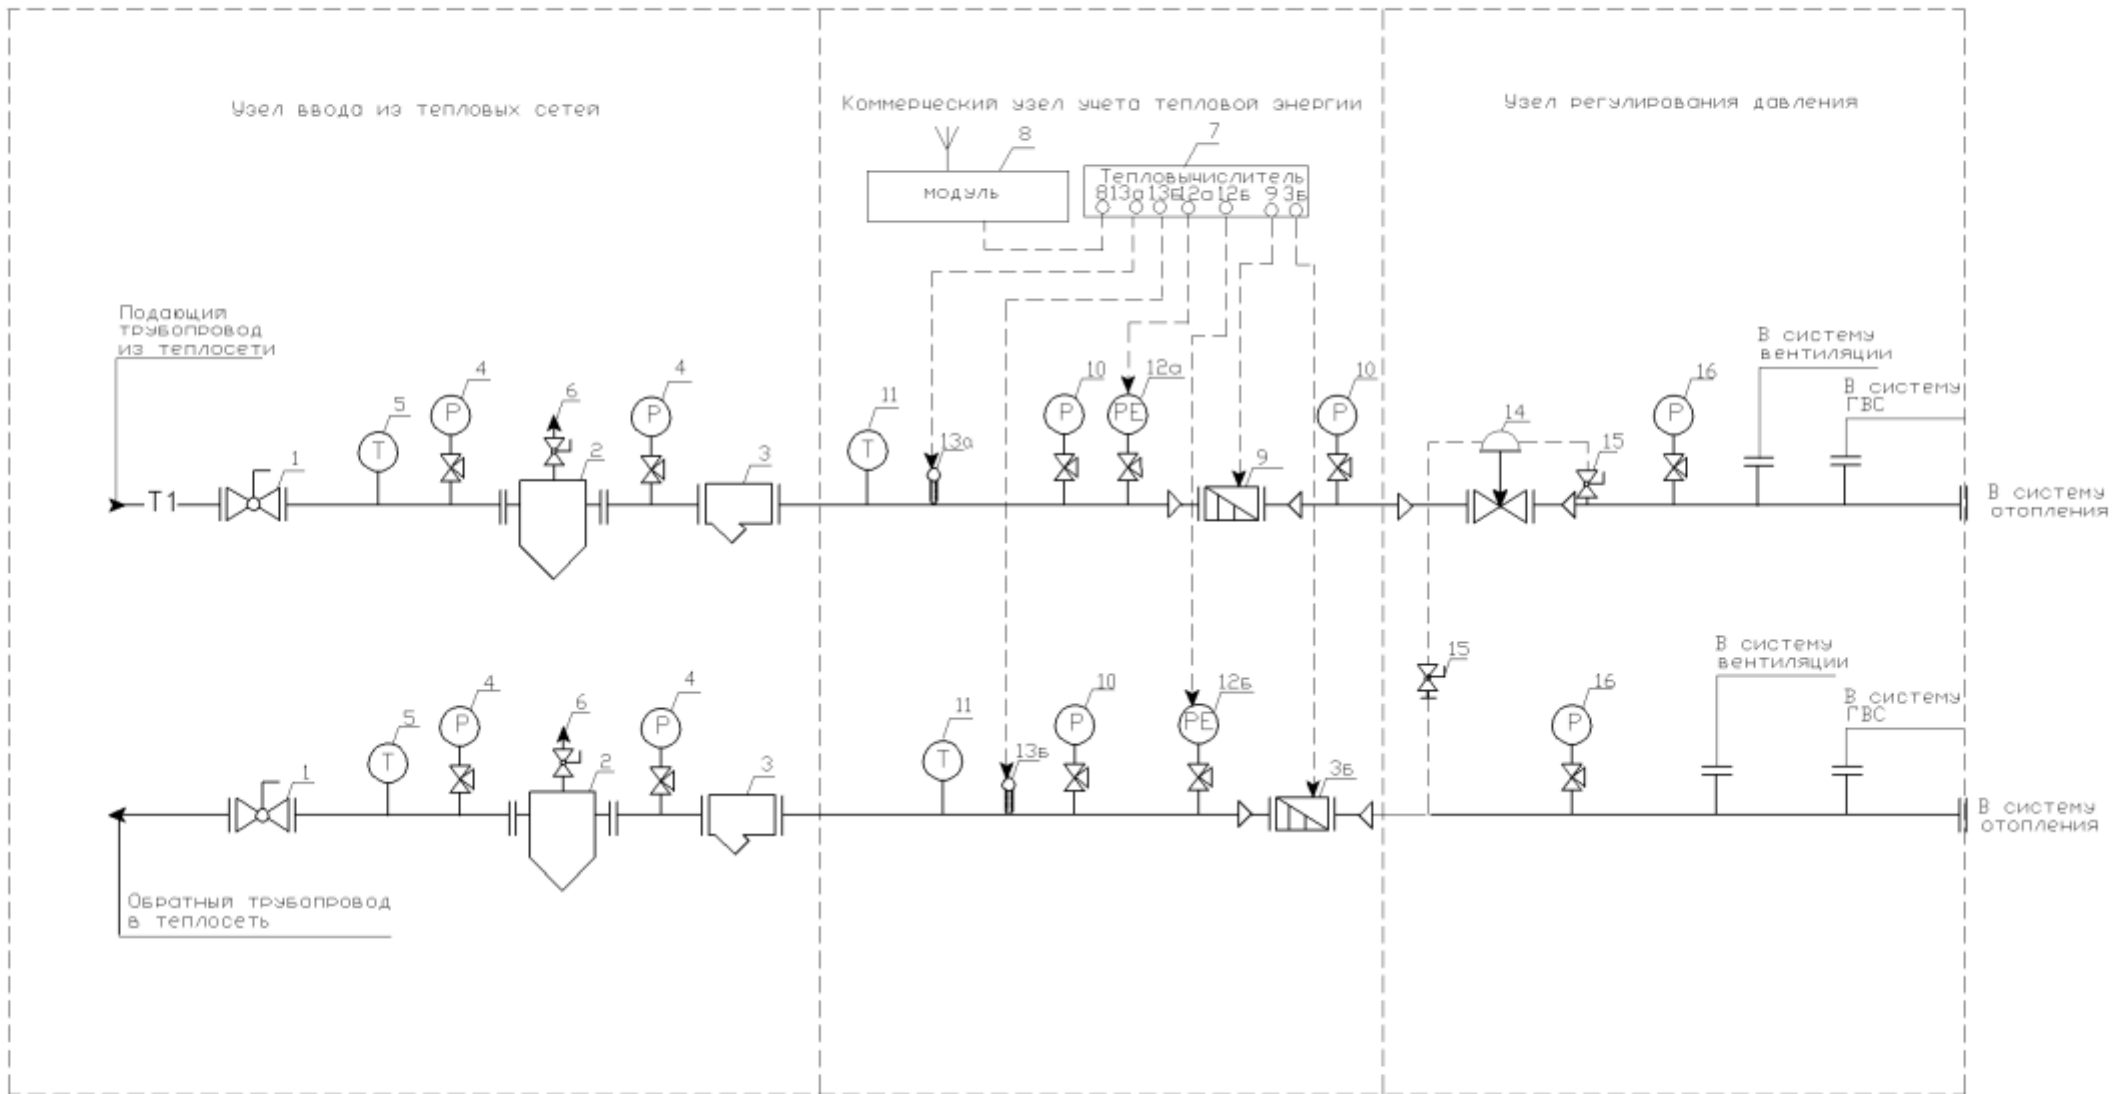 Узел ввода из тепловых сетей
Коммерческий узел учета тепловой энергии
Узел регулирования давления
8
7
модуль
Тепловычислитель
8 13а 13Б 12а 12Б 9 3Б
Подающий
трубопровод
из теплосети
В систему
вентиляции
В систему
ГВС
4
4
6
5
P
P
T
2
1
3
11
T
13а
10
P
12а
PE
9
10
P
14
15
16
P
T1
В систему
отопления
В систему
вентиляции
В систему
ГВС
15
4
4
6
5
P
P
T
2
1
3
11
T
13Б
10
P
12Б
PE
3Б
16
P
В систему
отопления
Обратный трубопровод
в теплосеть